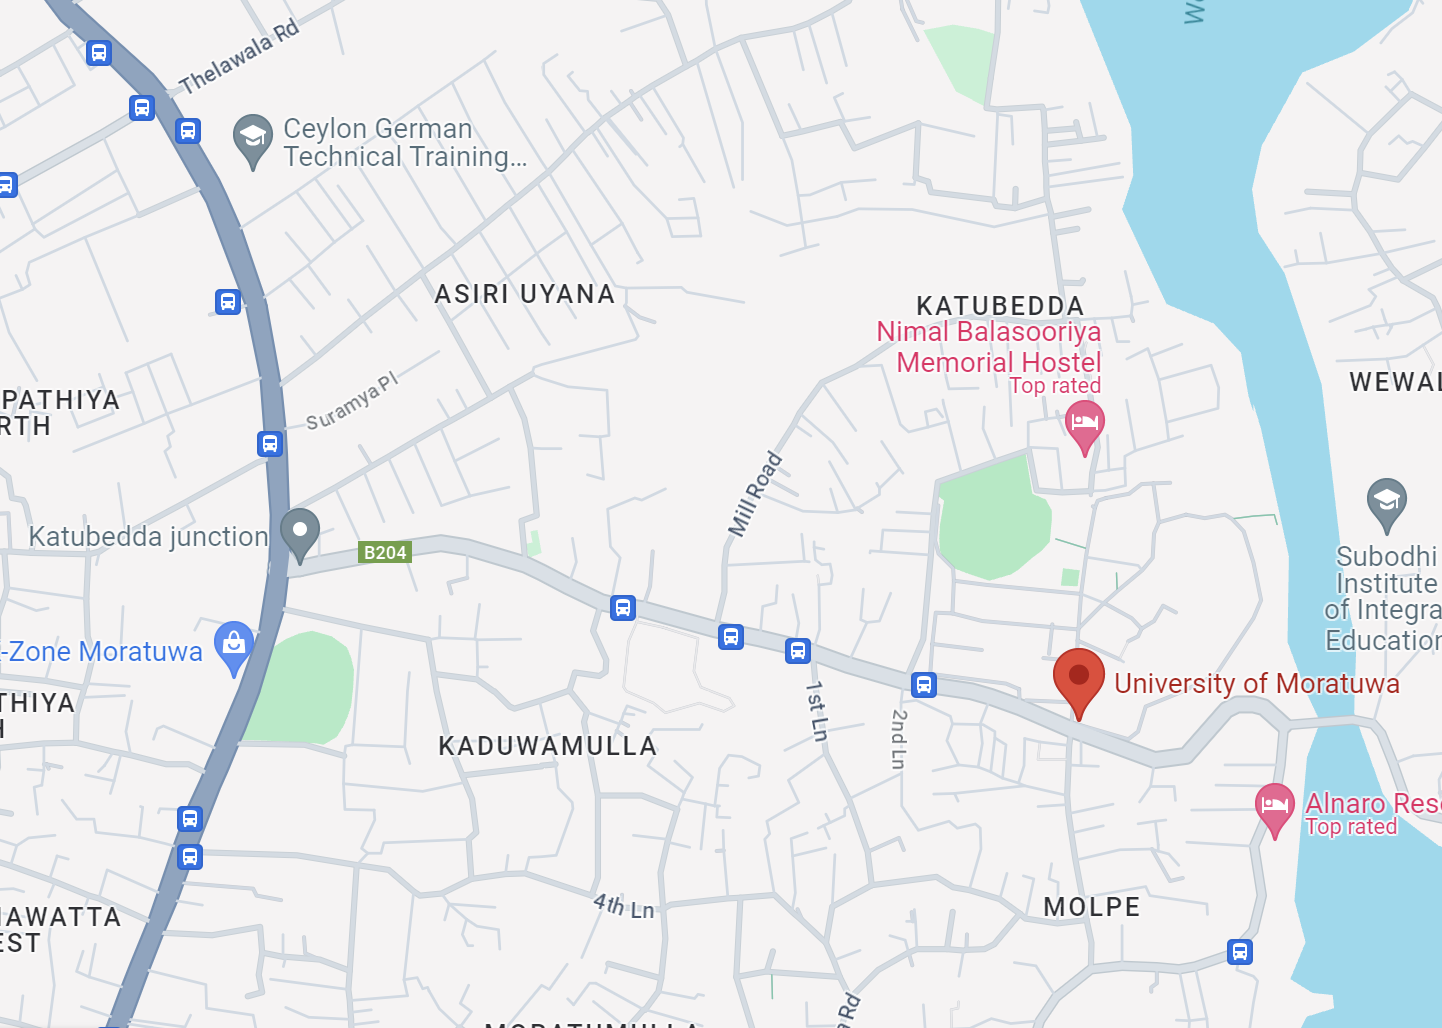 Thelawala Rd
Ceylon German
Technical Training...
ASIRI UYANA
KATUBEDDA
Nimal Balasooriya
Memorial Hostel
Top rated
PATHIYA
RTH
Suramya Pl
WEWAL
Mill Road
Katubedda junction
B204
Subodhi
Institute
of Integra
Education
-Zone Moratuwa
University of Moratuwa
THIYA
H
1st Ln
2nd Ln
KADUWAMULLA
Alnaro Res
Top rated
4th Ln
MOLPE
AWATTA
EST
a Rd
MORATUMULLA